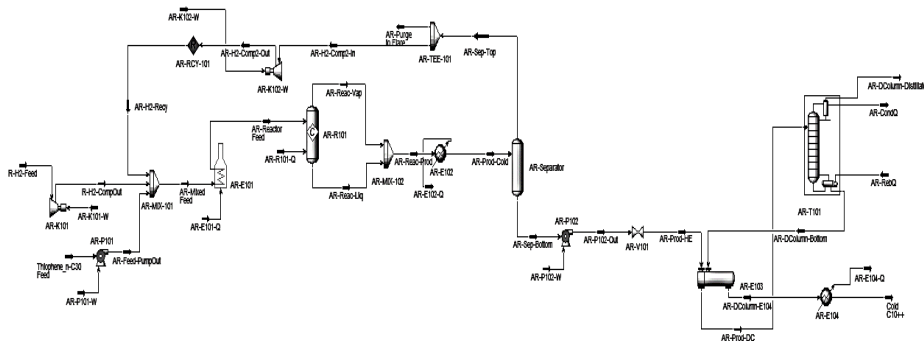 AR-K102-W
AR-Purge
to Flare
AR-H2-Comp2-Out
AR-H2-Comp2-In
AR-RCY-101
AR-TEE-101
AR-Sep-Top
AR-K102-W
AR-DColumn-Distillate
AR-H2-Recy
AR-Reac-Vap
AR-CondQ
AR-Reactor
Feed
AR-R101
AR-R101-Q
AR-Reac-Prod
AR-Prod-Cold
AR-Separator
AR-E102
AR-MIX-102
R-H2-Feed
R-H2-CompOut
AR-Mixed
Feed
AR-E101
AR-Reac-Liq
AR-E102-Q
AR-RebQ
AR-MIX-101
AR-K101-W
AR-K101
AR-E101-Q
AR-T101
AR-P101
AR-P102
AR-Sep-Bottom
AR-P102-Out
AR-Prod-HE
AR-DColumn-Bottom
AR-V101
Thiophene_n-C30
Feed
AR-Feed-PumpOut
AR-P101-W
AR-P102-W
AR-E104-Q
AR-E103
AR-DColumn-E104
Cold
C10++
AR-E104
AR-Prod-DC